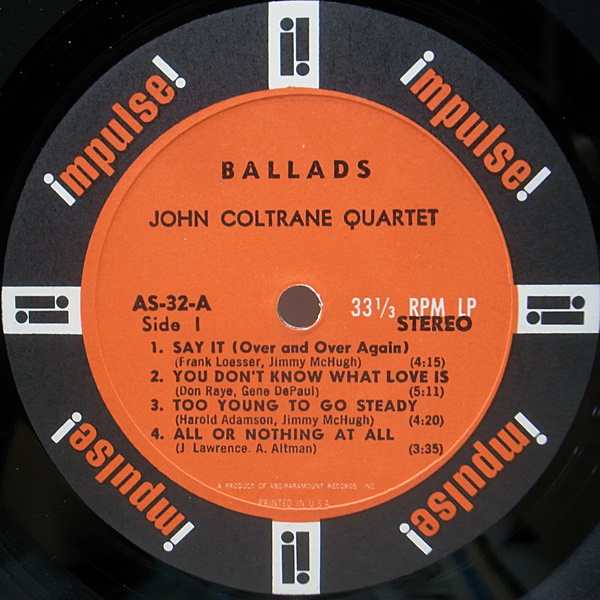 impulse!
impulse!
BALLADS
JOHN COLTRANE QUARTET
AS-32-A
33 1/3 RPM LP
Side 1
STEREO
1. SAY IT (Over and Over Again)
(Frank Loesser, Jimmy McHugh) (4:15)
2. YOU DON'T KNOW WHAT LOVE IS
(Don Raye, Gene DePaul) (5:11)
3. TOO YOUNG TO GO STEADY
(Harold Adamson, Jimmy McHugh) (4:20)
4. ALL OR NOTHING AT ALL
(J. Lawrence. A. Altman) (3:35)
A PRODUCT OF ABC-PARAMOUNT RECORDS, INC.
PRINTED IN U.S.A.
impulse!
impulse!